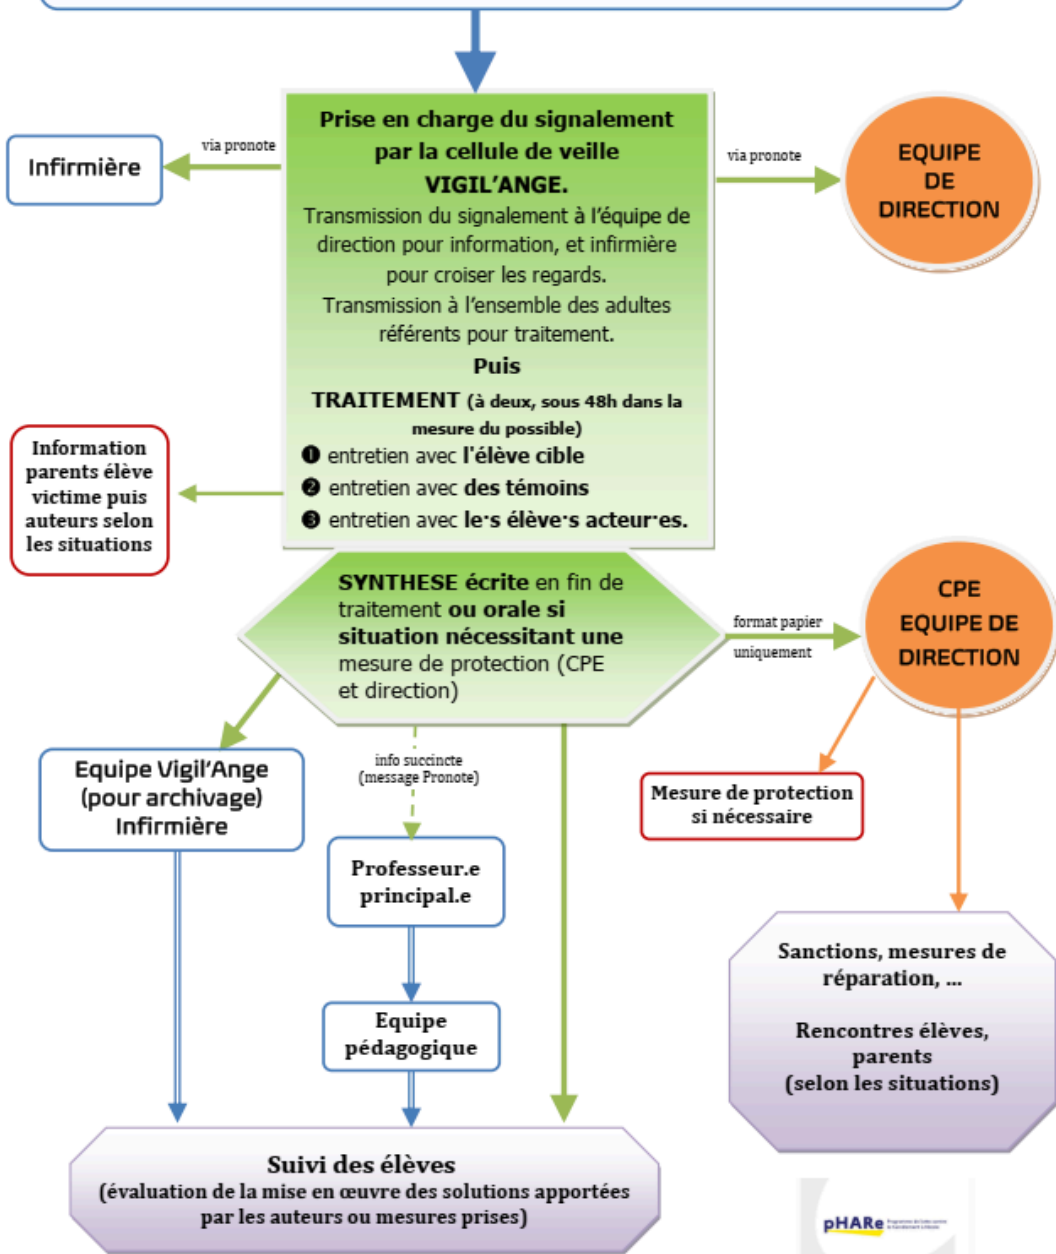 Prise en charge du signalement
par la cellule de veille
VIGIL'ANGE.
Transmission du signalement à l'équipe de
direction pour information, et infirmière
pour croiser les regards.
Transmission à l'ensemble des adultes
référents pour traitement.
Puis
TRAITEMENT (à deux, sous 48h dans la
mesure du possible)
❶ entretien avec l'élève cible
❷ entretien avec des témoins
❸ entretien avec le·s élève·s acteur·es.
via pronote
Infirmière
via pronote
EQUIPE
DE
DIRECTION
Information
parents élève
victime puis
auteurs selon
les situations
SYNTHESE écrite en fin de
traitement ou orale si
situation nécessitant une
mesure de protection (CPE
et direction)
format papier
uniquement
CPE
EQUIPE DE
DIRECTION
Equipe Vigil'Ange
(pour archivage)
Infirmière
info succincte
(message Pronote)
Mesure de protection
si nécessaire
Professeur.e
principal.e
Equipe
pédagogique
Sanctions, mesures de
réparation, ...
Rencontres élèves,
parents
(selon les situations)
Suivi des élèves
(évaluation de la mise en œuvre des solutions apportées
par les auteurs ou mesures prises)
pHARe